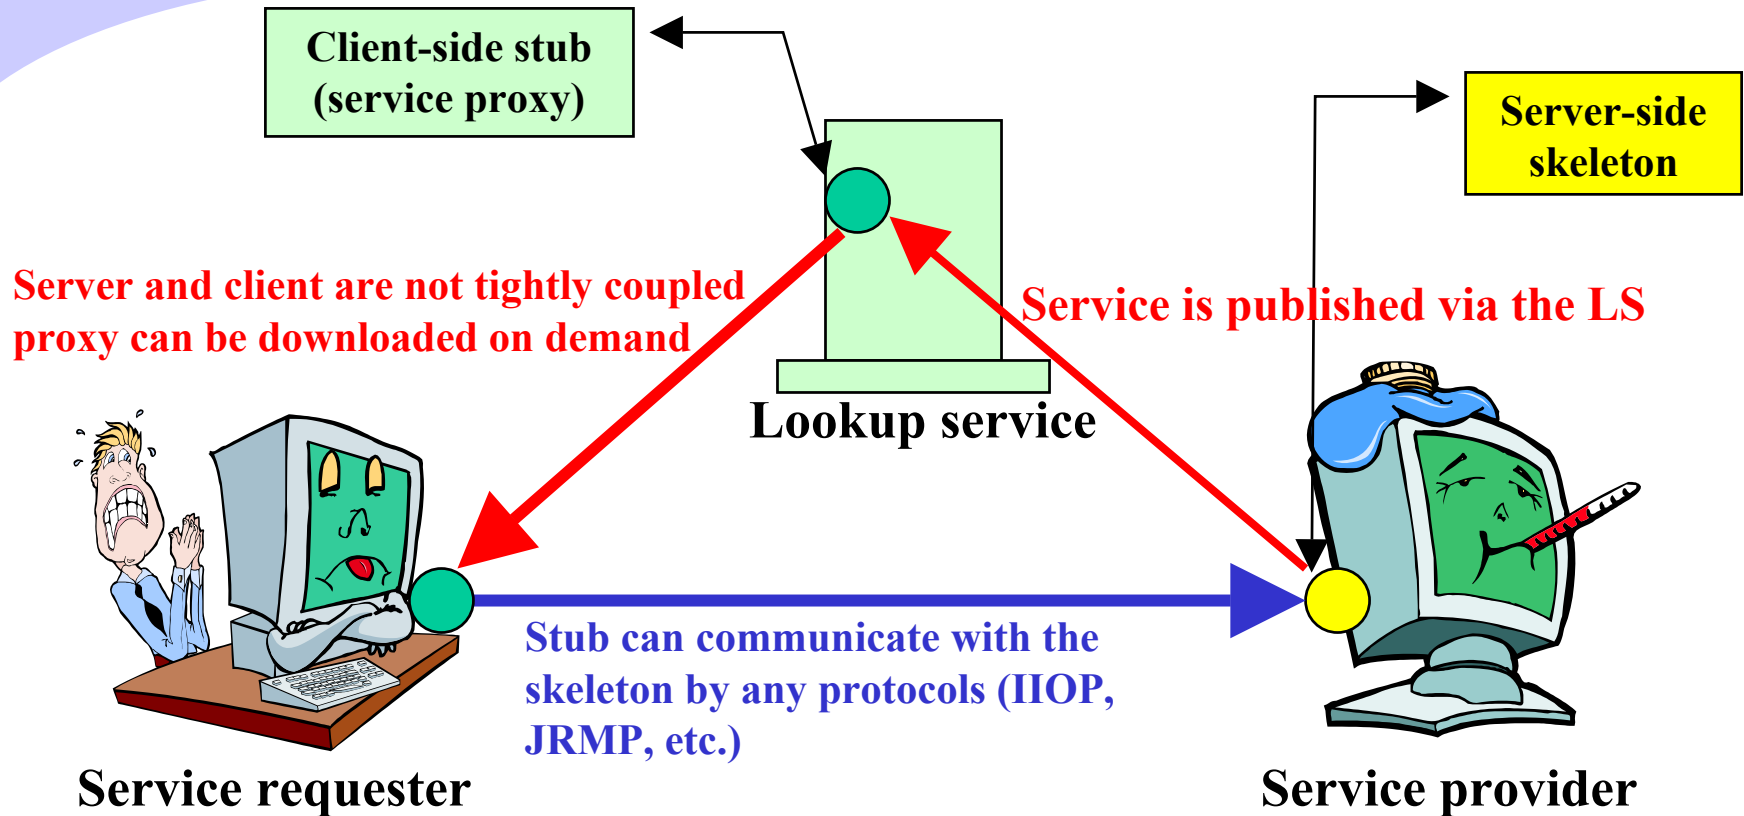 Client-side stub
(service proxy)
Server-side
skeleton
Server and client are not tightly coupled
proxy can be downloaded on demand
Service is published via the LS
Lookup service
Stub can communicate with the
skeleton by any protocols (IIOP,
JRMP, etc.)
Service requester
Service provider